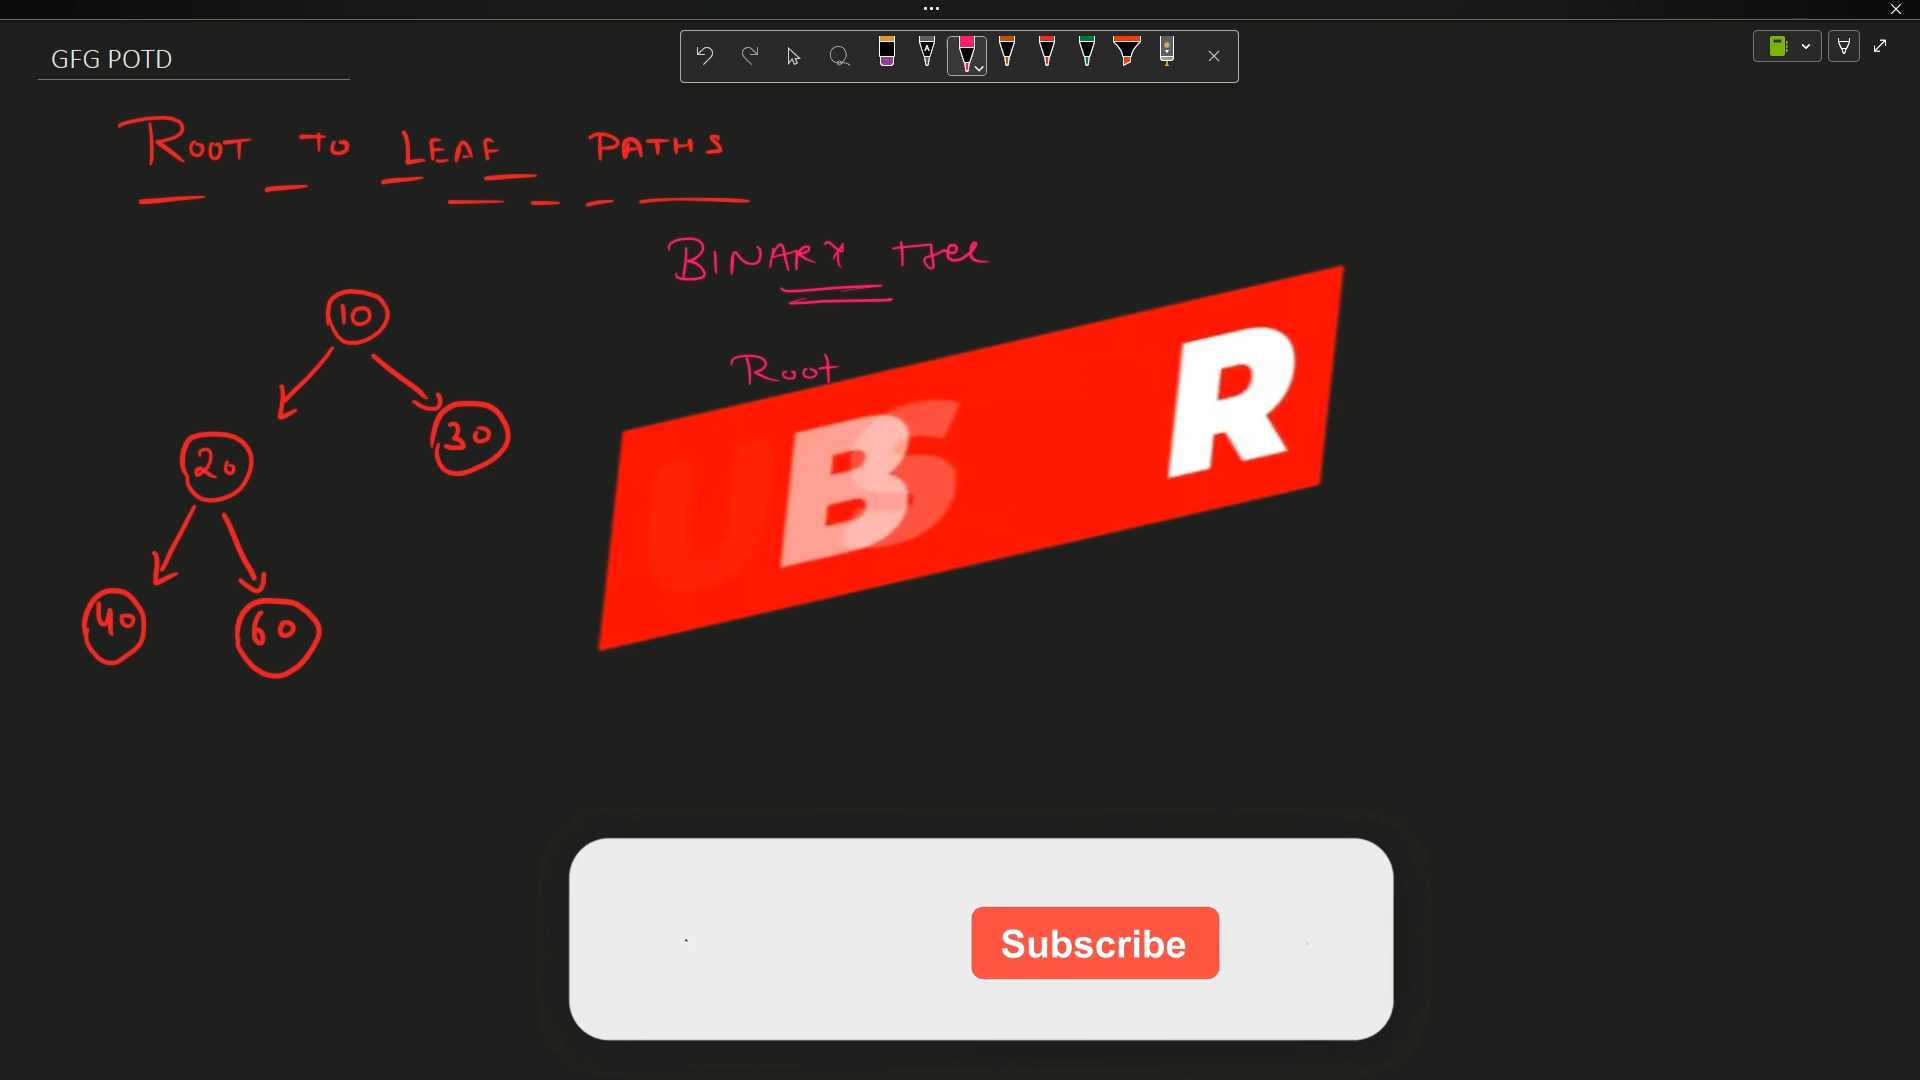 GFG POTD
ROOT TO LEAF PATHS
BINARY tree
10
Root
30
20
40
60
B S R
Subscribe